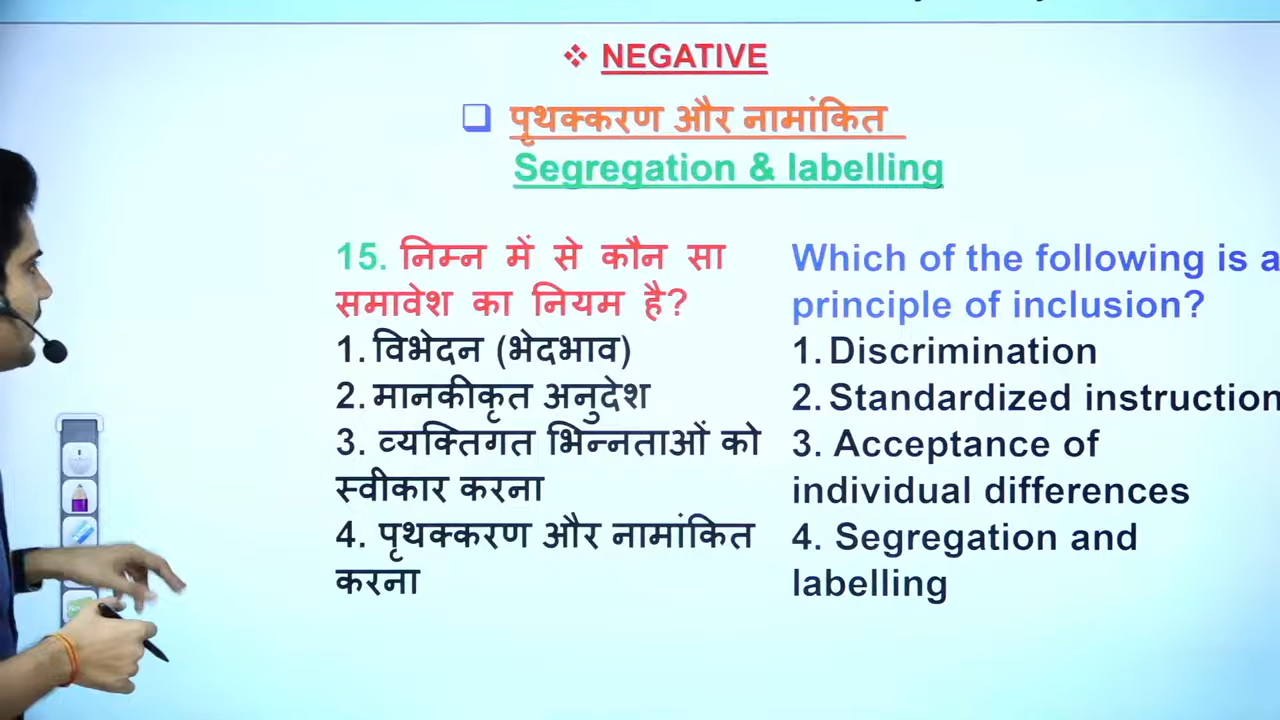 NEGATIVE
पृथक्करण और नामांकित
Segregation & labelling
15. निम्न में से कौन सा
समावेश का नियम है?
1. विभेदन (भेदभाव)
2. मानकीकृत अनुदेश
3. व्यक्तिगत भिन्नताओं को
स्वीकार करना
4. पृथक्करण और नामांकित
करना
Which of the following is a
principle of inclusion?
1. Discrimination
2. Standardized instruction
3. Acceptance of
individual differences
4. Segregation and
labelling